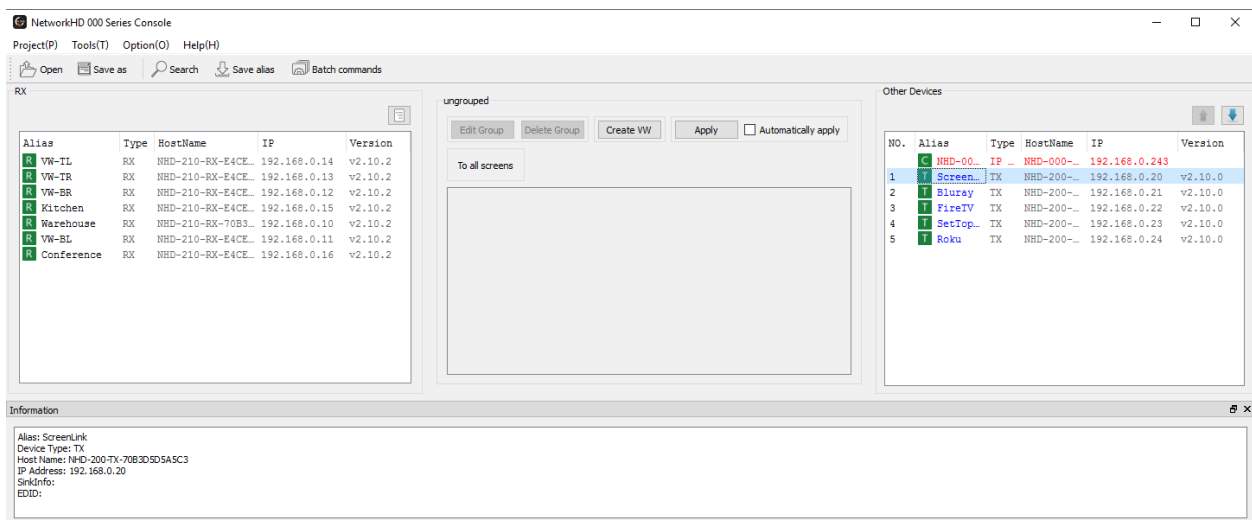 NetworkHD 000 Series Console
Project(P) Tools(T) Option(O) Help(H)
Open Save as Search Save alias Batch commands
RX
Alias Type HostName IP Version
R VW-TL RX NHD-210-RX-E4CE… 192.168.0.14 v2.10.2
R VW-TR RX NHD-210-RX-E4CE… 192.168.0.13 v2.10.2
R VW-BR RX NHD-210-RX-E4CE… 192.168.0.12 v2.10.2
R Kitchen RX NHD-210-RX-E4CE… 192.168.0.15 v2.10.2
R Warehouse RX NHD-210-RX-70B3… 192.168.0.10 v2.10.2
R VW-BL RX NHD-210-RX-E4CE… 192.168.0.11 v2.10.2
R Conference RX NHD-210-RX-E4CE… 192.168.0.16 v2.10.2
ungrouped
Edit Group Delete Group Create VW Apply Automatically apply
To all screens
Other Devices
NO. Alias Type HostName IP Version
C NHD-00… IP … NHD-000-… 192.168.0.243
1 T Screen… TX NHD-200-… 192.168.0.20 v2.10.0
2 T Bluray TX NHD-200-… 192.168.0.21 v2.10.0
3 T FireTV TX NHD-200-… 192.168.0.22 v2.10.0
4 T SetTop… TX NHD-200-… 192.168.0.23 v2.10.0
5 T Roku TX NHD-200-… 192.168.0.24 v2.10.0
Information
Alias: ScreenLink
Device Type: TX
Host Name: NHD-200-TX-70B3D5D5A5C3
IP Address: 192.168.0.20
SinkInfo:
EDID: